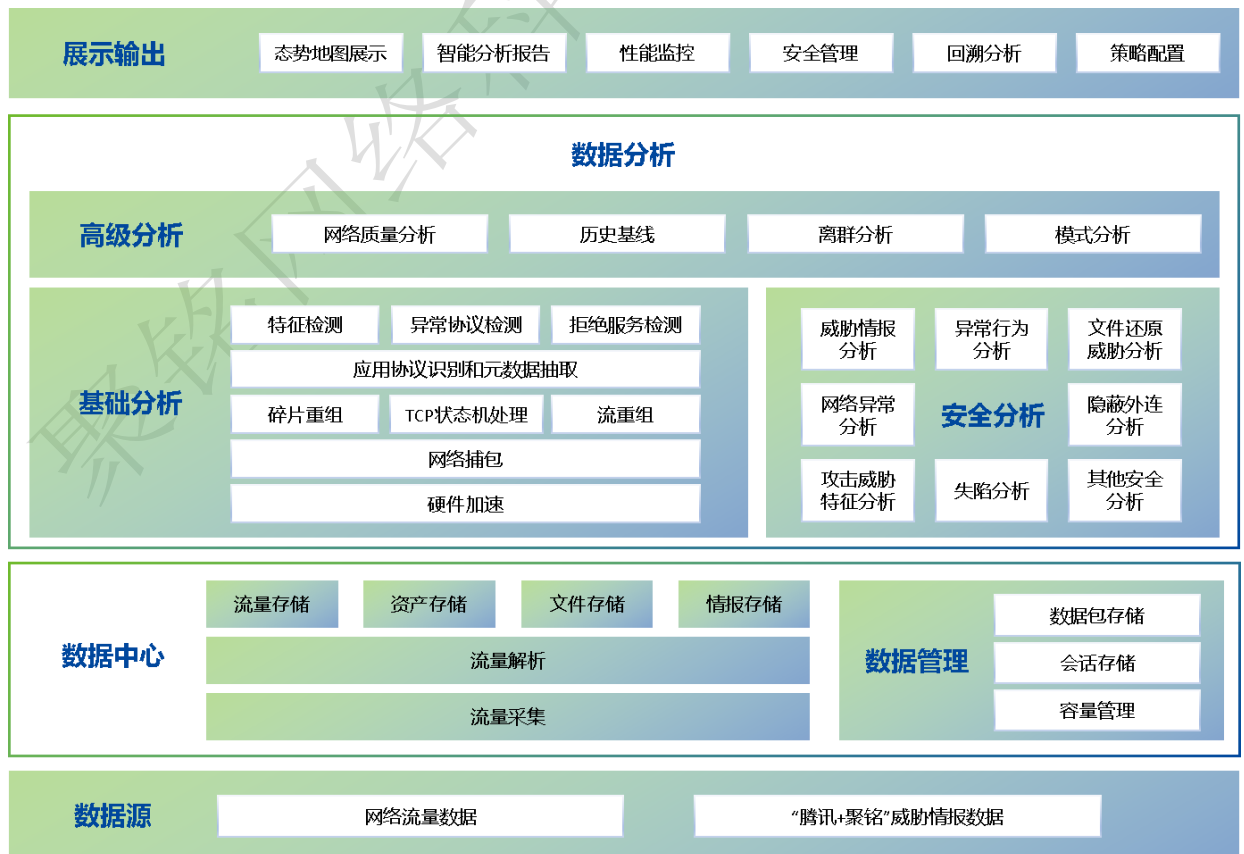 展示输出
态势地图展示
智能分析报告
性能监控
安全管理
回溯分析
策略配置
数据分析
高级分析
网络质量分析
历史基线
离群分析
模式分析
基础分析
特征检测
异常协议检测
拒绝服务检测
应用协议识别和元数据抽取
碎片重组
TCP状态机处理
流重组
网络捕包
硬件加速
威胁情报
分析
异常行为
分析
文件还原
威胁分析
网络异常
分析
安全分析
隐蔽外连
分析
攻击威胁
特征分析
失陷分析
其他安全
分析
数据中心
流量存储
资产存储
文件存储
情报存储
流量解析
流量采集
数据管理
数据包存储
会话存储
容量管理
数据源
网络流量数据
“腾讯+聚铭”威胁情报数据
聚铭网络科